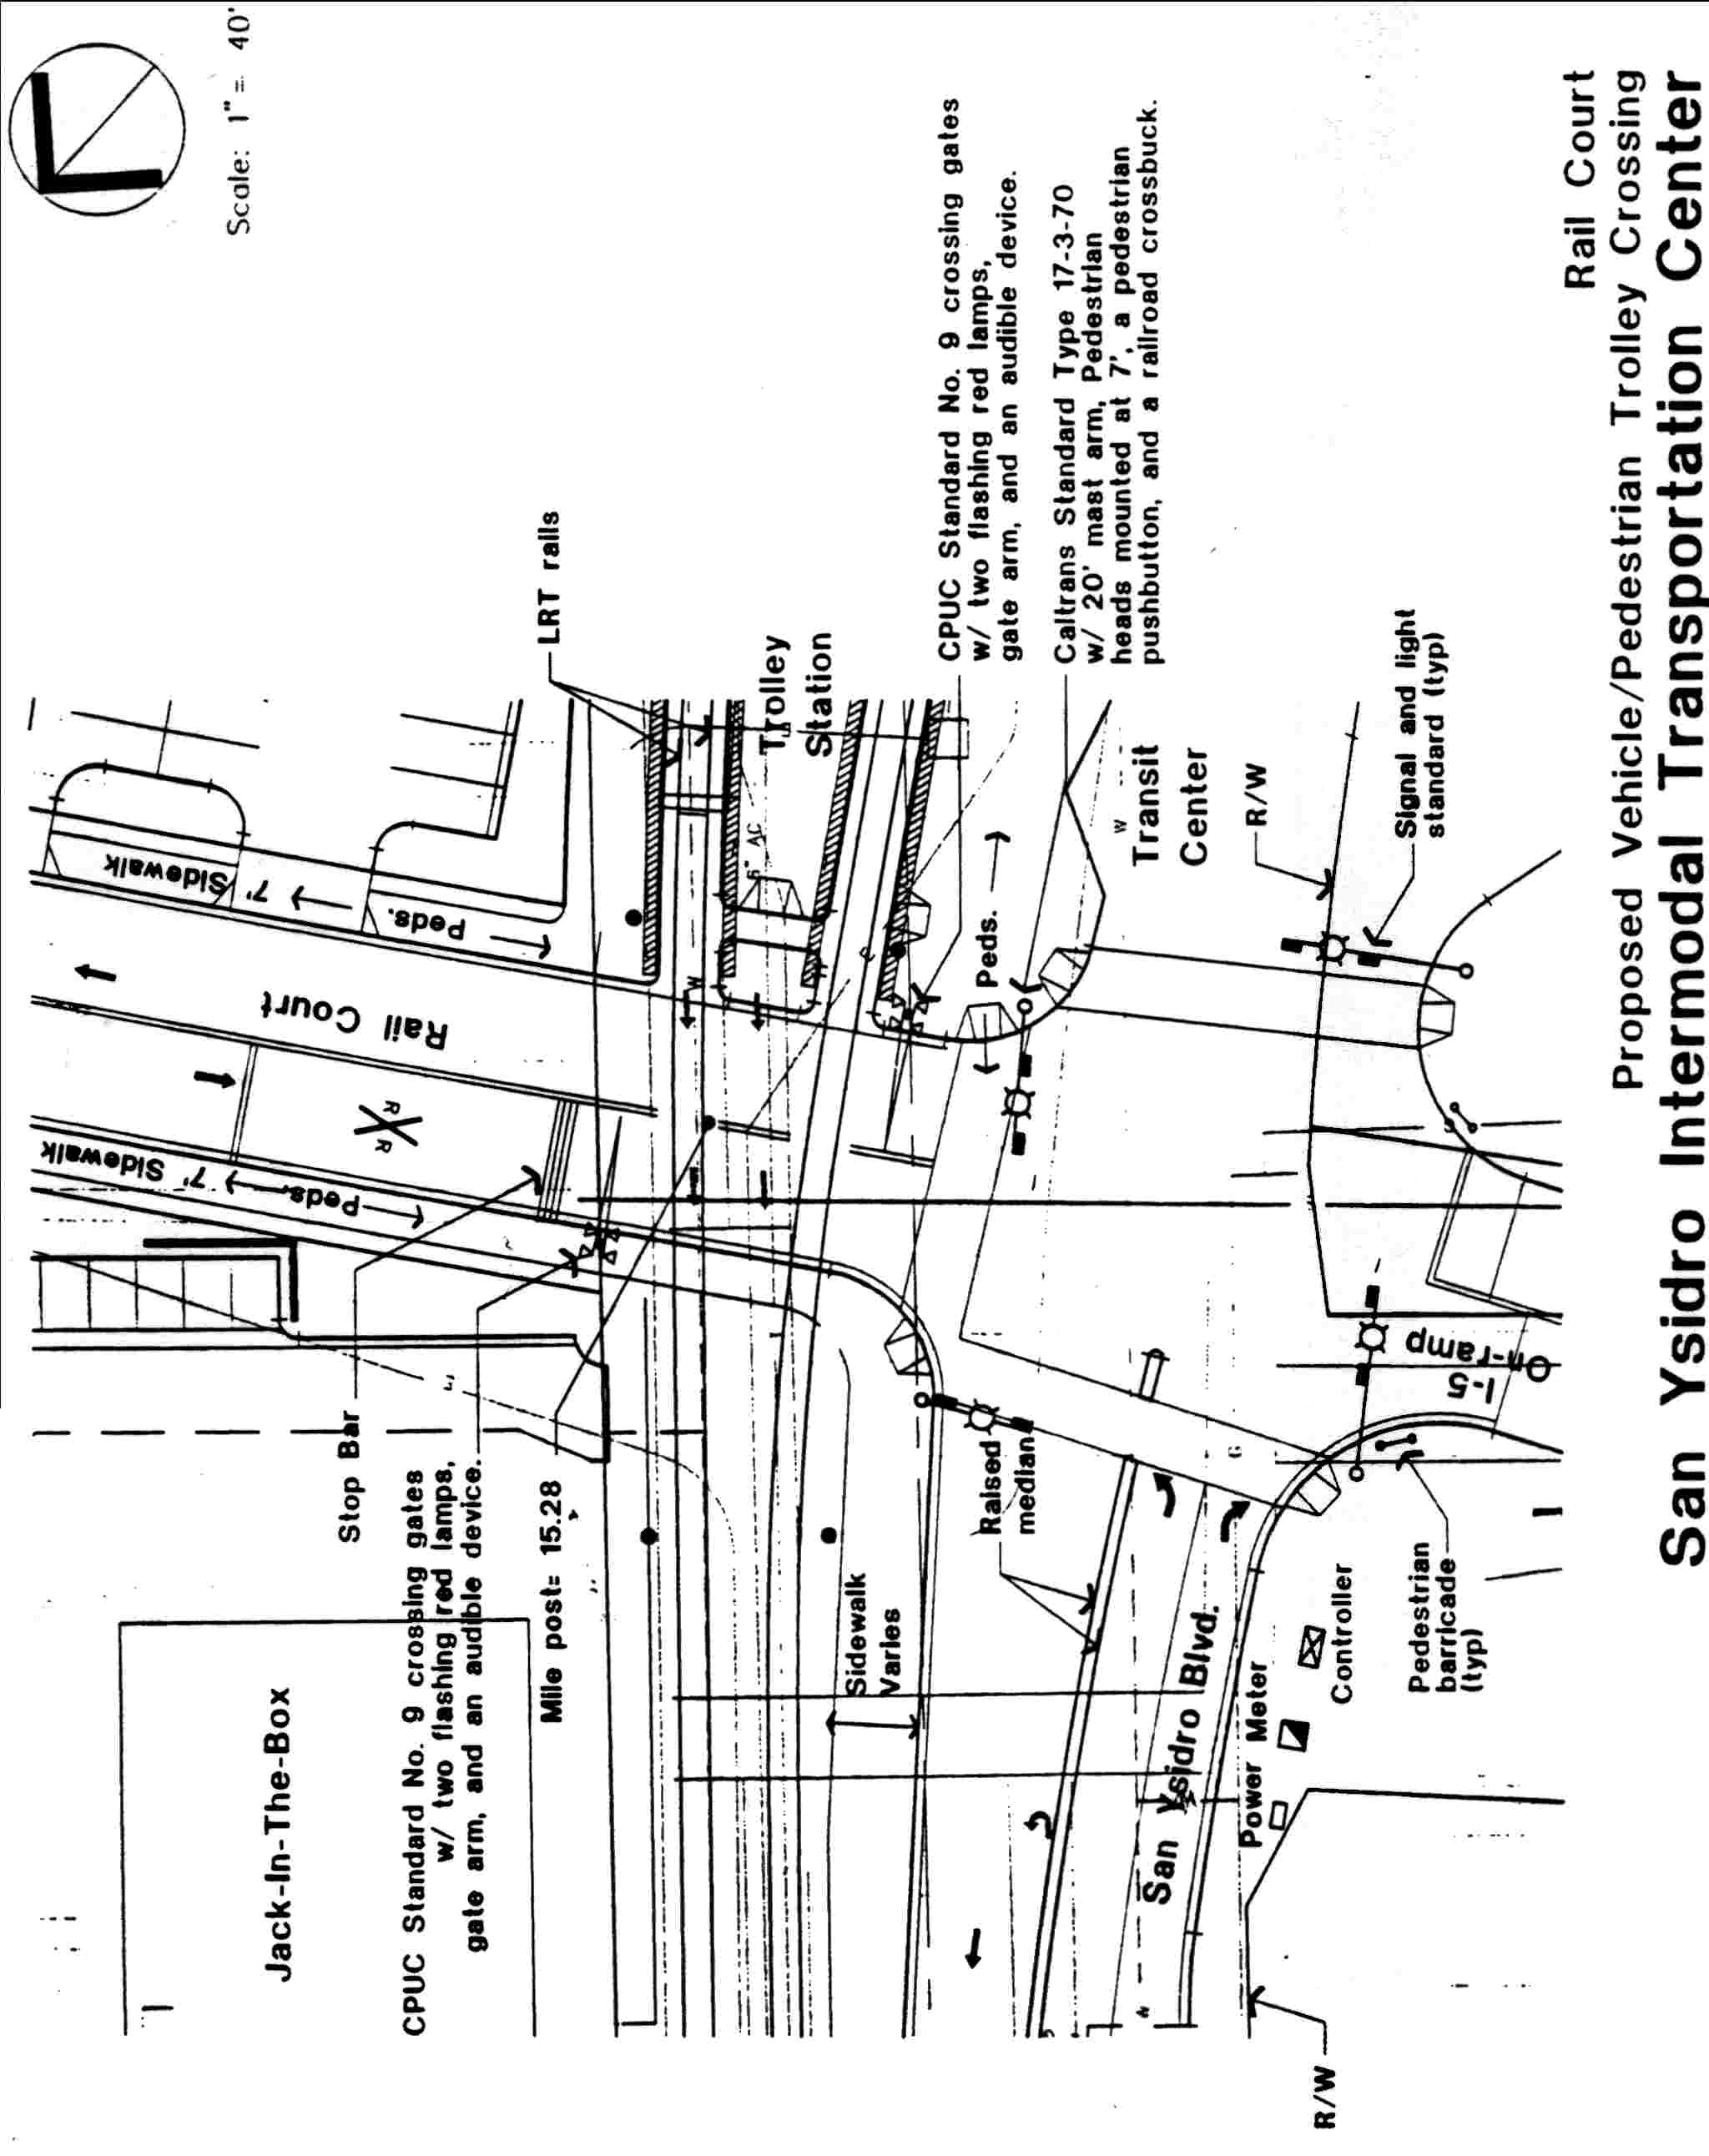 Scale: 1" = 40'
Jack-In-The-Box
Stop Bar
CPUC Standard No. 9 crossing gates
w/ two flashing red lamps,
gate arm, and an audible device.
Mile post= 15.28
Sidewalk
7'
Peds.
R
R
Rail Court
Sidewalk
7'
Peds.
LRT rails
Trolley
Station
6" AC
W
CPUC Standard No. 9 crossing gates
w/ two flashing red lamps,
gate arm, and an audible device.
Caltrans Standard Type 17-3-70
w/ 20' mast arm, Pedestrian
heads mounted at 7', a pedestrian
pushbutton, and a railroad crossbuck.
Peds.
W
Transit
Center
R/W
Signal and light
standard (typ)
Sidewalk
Varies
Raised
median
G
San Ysidro Blvd.
I-5
On-ramp
Power Meter
Controller
Pedestrian
barricade
(typ)
R/W
Rail Court
Proposed Vehicle/Pedestrian Trolley Crossing
San Ysidro Intermodal Transportation Center